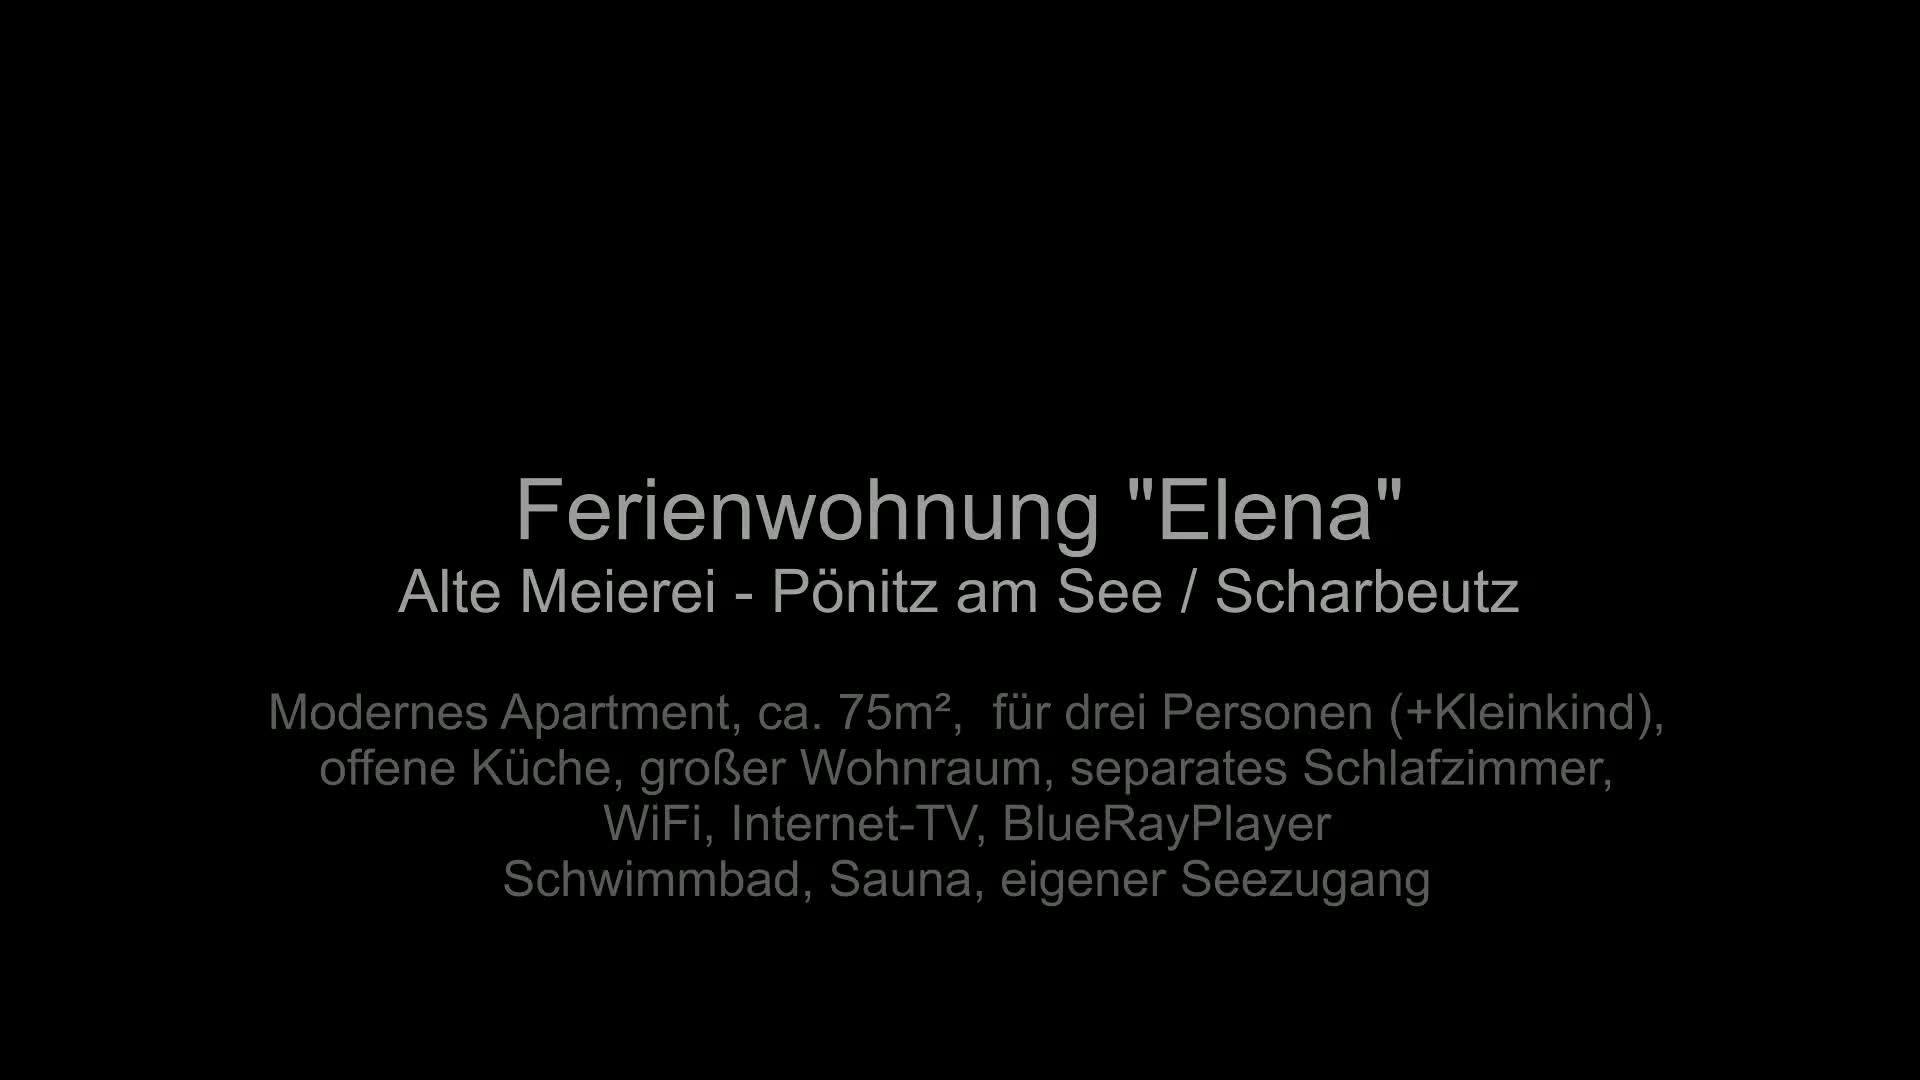 Ferienwohnung "Elena"
Alte Meierei - Pönitz am See / Scharbeutz
Modernes Apartment, ca. 75m², für drei Personen (+Kleinkind),
offene Küche, großer Wohnraum, separates Schlafzimmer,
WiFi, Internet-TV, BlueRayPlayer
Schwimmbad, Sauna, eigener Seezugang